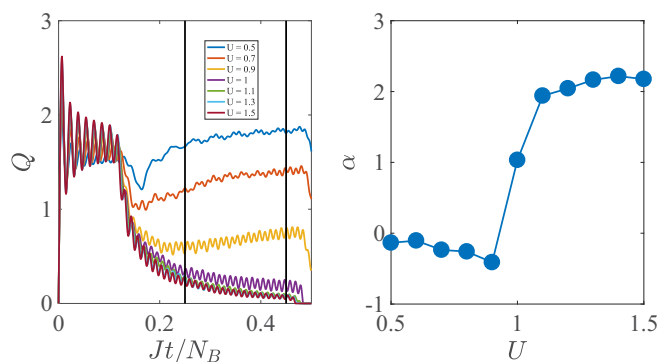 3
2
1
0
Q
0
0.2
0.4
Jt/N_B
U = 0.5
U = 0.7
U = 0.9
U = 1
U = 1.1
U = 1.3
U = 1.5
3
2
1
0
-1
α
0.5
1
1.5
U